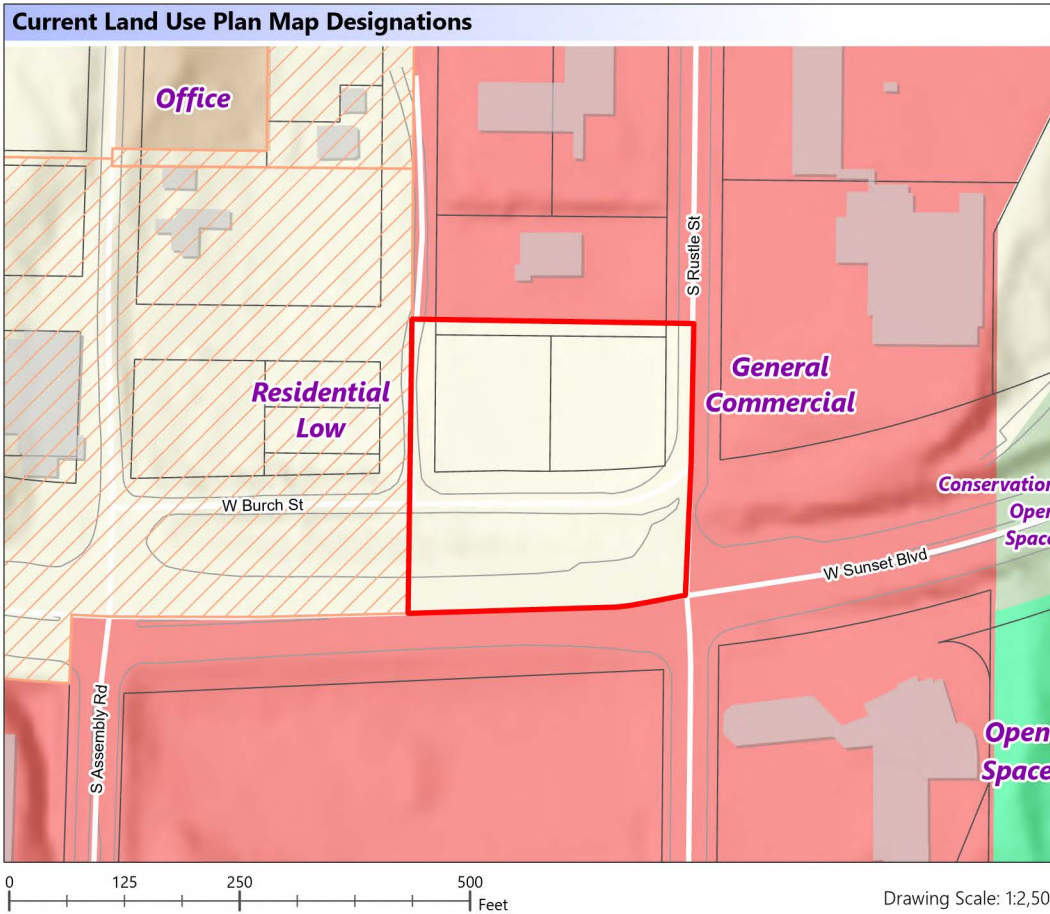 Current Land Use Plan Map Designations
Office
S Rustle St
General
Commercial
Residential
Low
Conservation
Open
Space
W Burch St
W Sunset Blvd
S Assembly Rd
Open
Space
0 125 250 500
Feet
Drawing Scale: 1:2,50